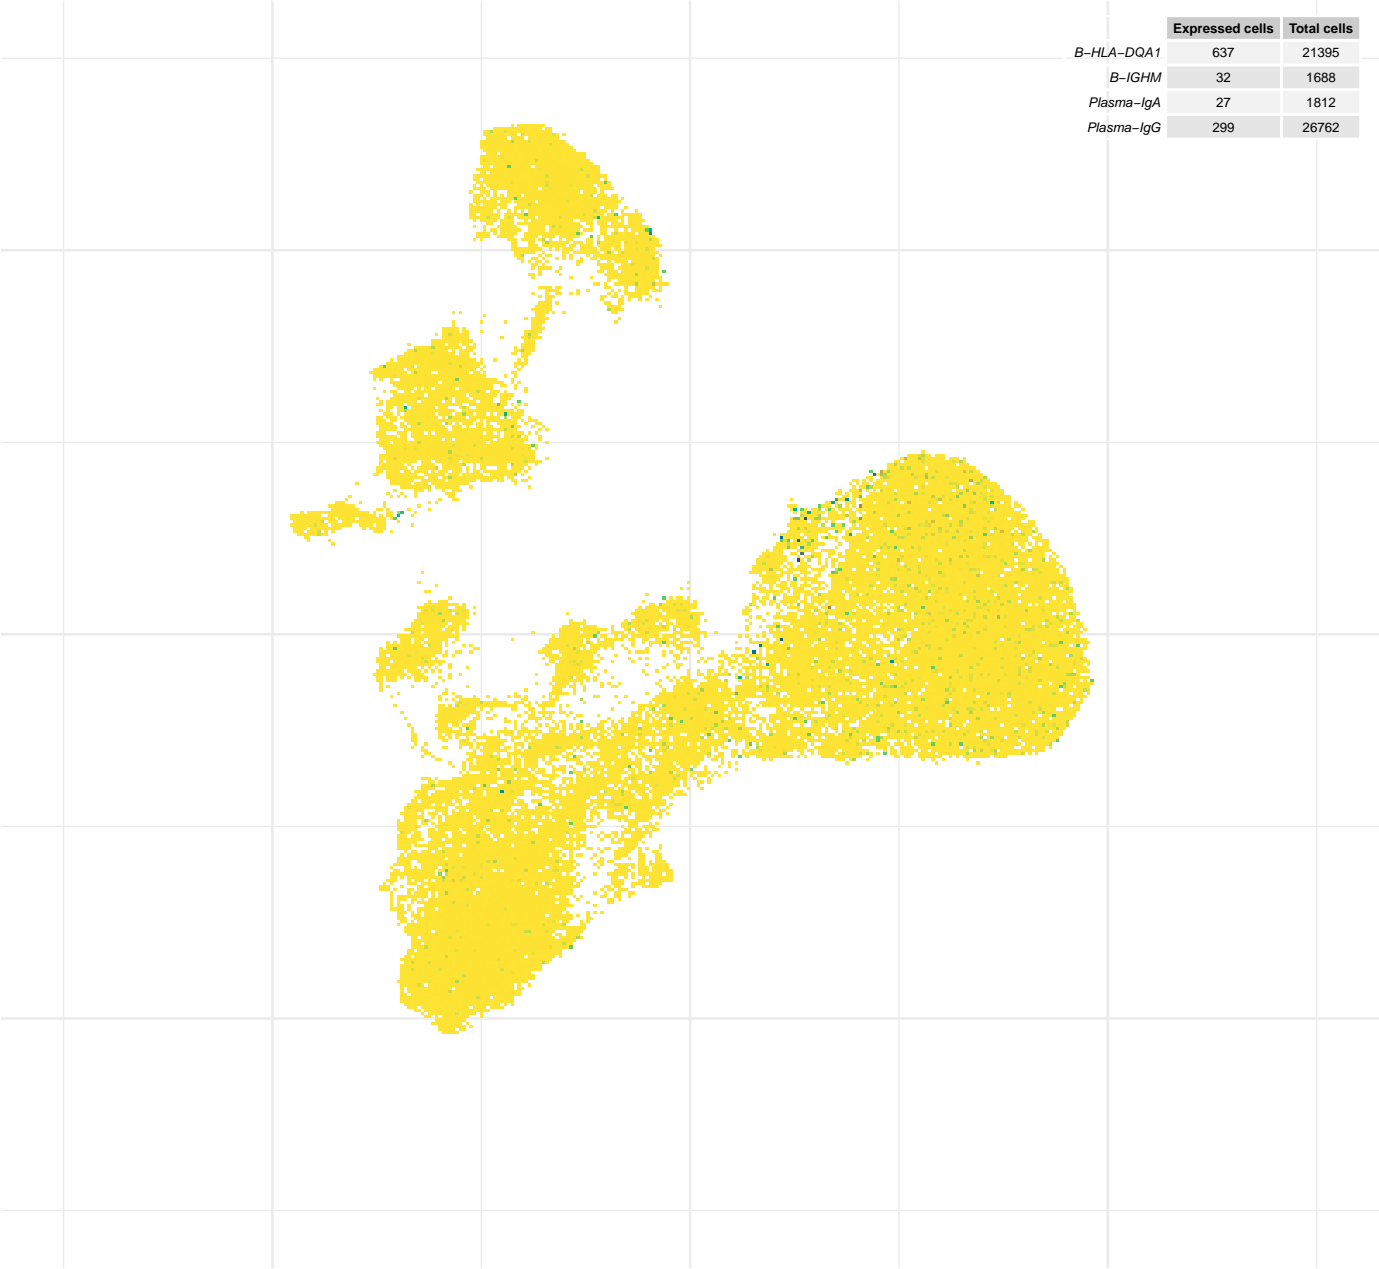 Expressed cells Total cells
B−HLA−DQA1 637 21395
B−IGHM 32 1688
Plasma−IgA 27 1812
Plasma−IgG 299 26762